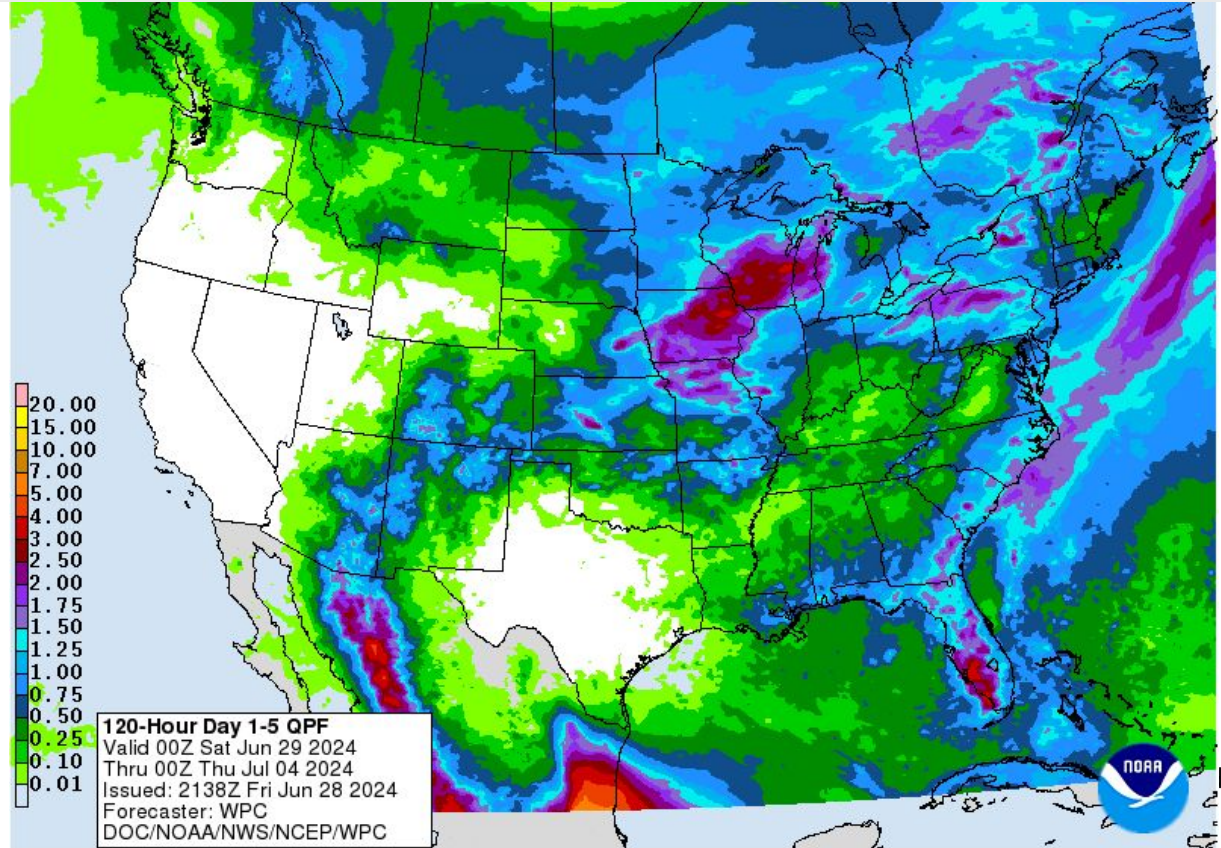 20.00
15.00
10.00
7.00
5.00
4.00
3.00
2.50
2.00
1.75
1.50
1.25
1.00
0.75
0.50
0.25
0.10
0.01
120-Hour Day 1-5 QPF
Valid 00Z Sat Jun 29 2024
Thru 00Z Thu Jul 04 2024
Issued: 2138Z Fri Jun 28 2024
Forecaster: WPC
DOC/NOAA/NWS/NCEP/WPC
NOAA